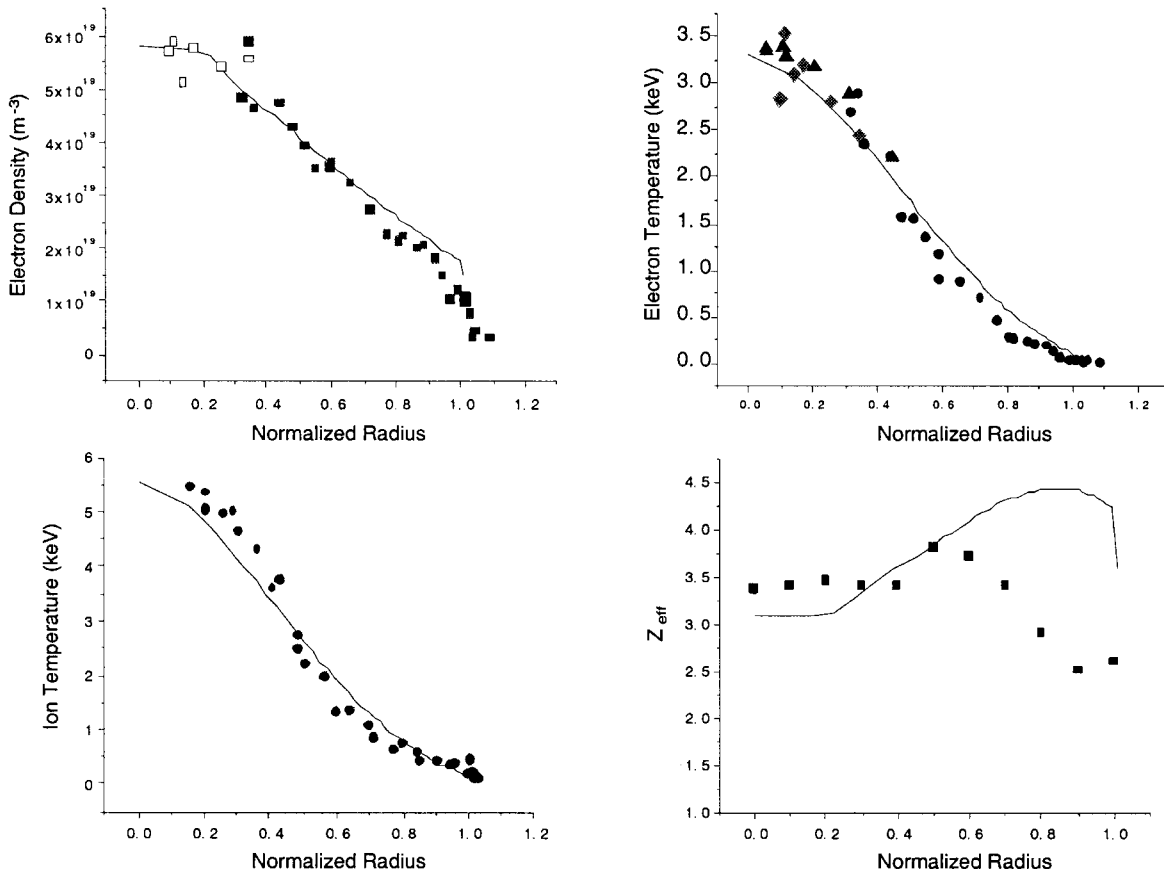 Electron Density (m⁻³)
6x10¹⁹
5x10¹⁹
4x10¹⁹
3x10¹⁹
2x10¹⁹
1x10¹⁹
0
0.0 0.2 0.4 0.6 0.8 1.0 1.2
Normalized Radius
Electron Temperature (keV)
4.5
3.5
3.0
2.5
2.0
1.5
1.0
0.5
0.0
0.0 0.2 0.4 0.6 0.8 1.0 1.2
Normalized Radius
Ion Temperature (keV)
6
5
4
3
2
1
0
0.0 0.2 0.4 0.6 0.8 1.0 1.2
Normalized Radius
Z eff
4.5
4.0
3.5
3.0
2.5
2.0
1.5
1.0
0.0 0.2 0.4 0.6 0.8 1.0
Normalized Radius